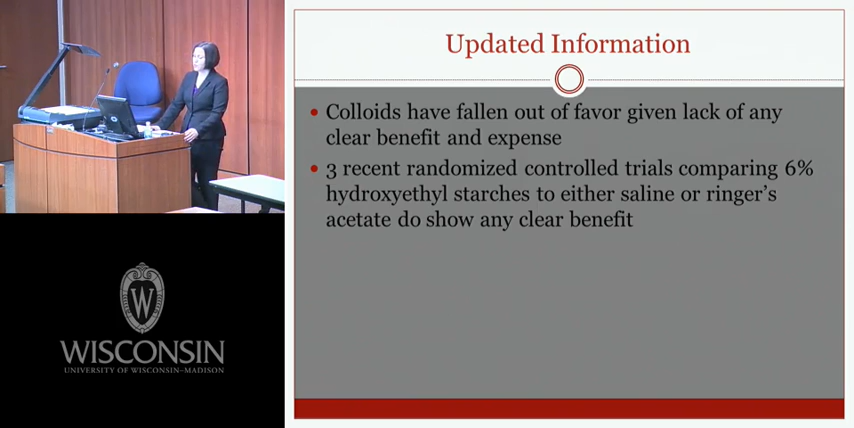 Updated Information
Colloids have fallen out of favor given lack of any
clear benefit and expense
3 recent randomized controlled trials comparing 6%
hydroxyethyl starches to either saline or ringer's
acetate do show any clear benefit
W
WISCONSIN
UNIVERSITY OF WISCONSIN–MADISON